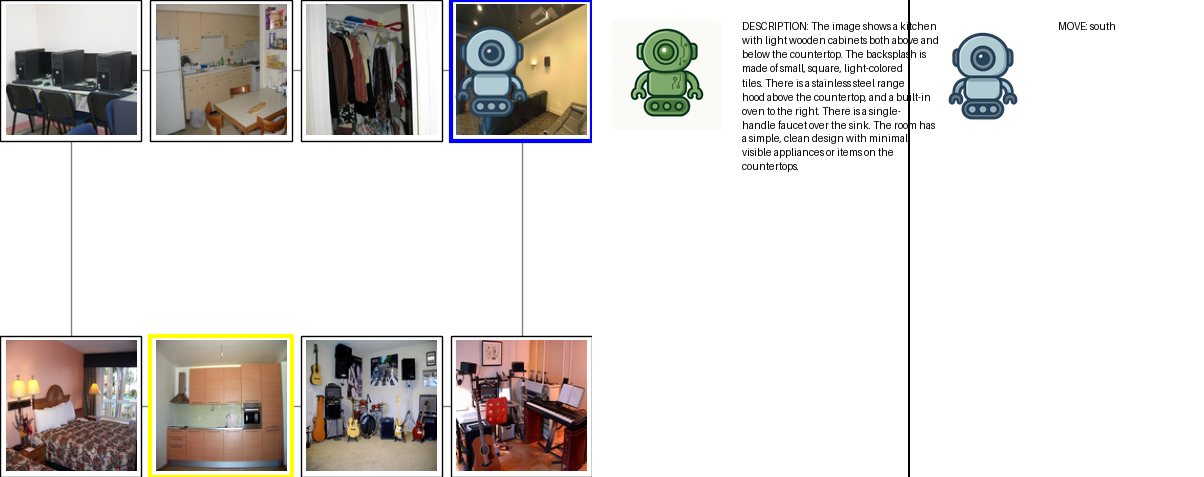 DESCRIPTION: The image shows a kitchen
with light wooden cabinets both above and
below the countertop. The backsplash is
made of small, square, light-colored
tiles. There is a stainless steel range
hood above the countertop, and a built-in
oven to the right. There is a single-
handle faucet over the sink. The room has
a simple, clean design with minimal
visible appliances or items on the
countertops.
MOVE: south